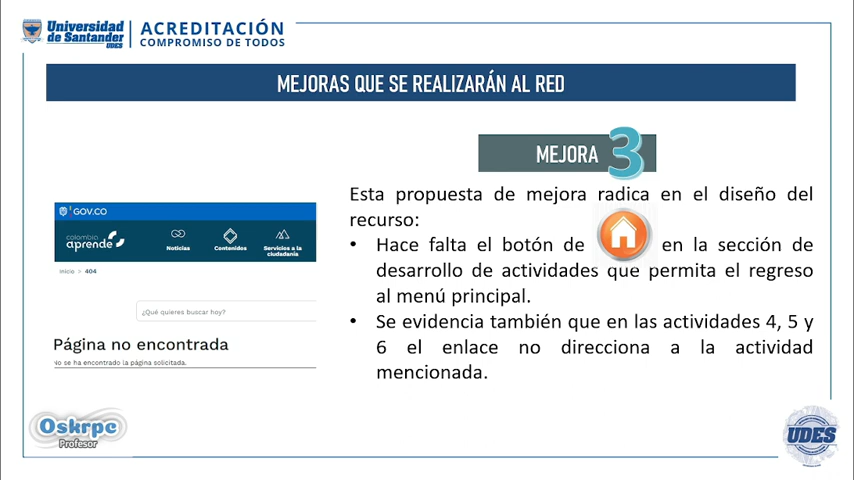 Universidad
de Santander
UDES
ACREDITACIÓN
COMPROMISO DE TODOS
MEJORAS QUE SE REALIZARÁN AL RED
MEJORA 3
Esta propuesta de mejora radica en el diseño del
recurso:
• Hace falta el botón de en la sección de
desarrollo de actividades que permita el regreso
al menú principal.
• Se evidencia también que en las actividades 4, 5 y
6 el enlace no direcciona a la actividad
mencionada.
GOV.CO
colombia
aprende
Noticias
Contenidos
Servicios a la
ciudadanía
Inicio > 404
¿Qué quieres buscar hoy?
Página no encontrada
No se ha encontrado la página solicitada.
Oskrpc
Profesor
UDES